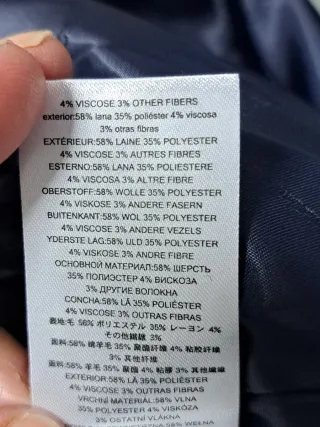 4% VISCOSE 3% OTHER FIBERS
exterior:58% lana 35% poliéster 4% viscosa
3% otras fibras
EXTÉRIEUR:58% LAINE 35% POLYESTER
4% VISCOSE 3% AUTRES FIBRES
ESTERNO:58% LANA 35% POLIESTERE
4% VISCOSA 3% ALTRE FIBRE
OBERSTOFF:58% WOLLE 35% POLYESTER
4% VISKOSE 3% ANDERE FASERN
BUITENKANT:58% WOL 35% POLYESTER
4% VISCOSE 3% ANDERE VEZELS
YDERSTE LAG:58% ULD 35% POLYESTER
4% VISKOSE 3% ANDRE FIBRE
ОСНОВНОЙ МАТЕРИАЛ:58% ШЕРСТЬ
35% ПОЛИЭСТЕР 4% ВИСКОЗА
3% ДРУГИЕ ВОЛОКНА
CONCHA:58% LÃ 35% POLIÉSTER
4% VISCOSE 3% OUTRAS FIBRAS
表地毛 58% ポリエステル 35% レーヨン 4%
その他繊維 3%
面料:58% 绵羊毛 35% 聚酯纤维 4% 粘胶纤维
3% 其他纤维
面料:58% 羊毛 35% 聚酯 4% 粘膠 3% 其他纖維
EXTERIOR:58% LÃ 35% POLIÉSTER
4% VISCOSE 3% OUTRAS FIBRAS
VRCHNÍ MATERIÁL:58% VLNA
35% POLYESTER 4% VISKÓZA
3% OSTATNÍ VLÁKNA
58% WEŁNA